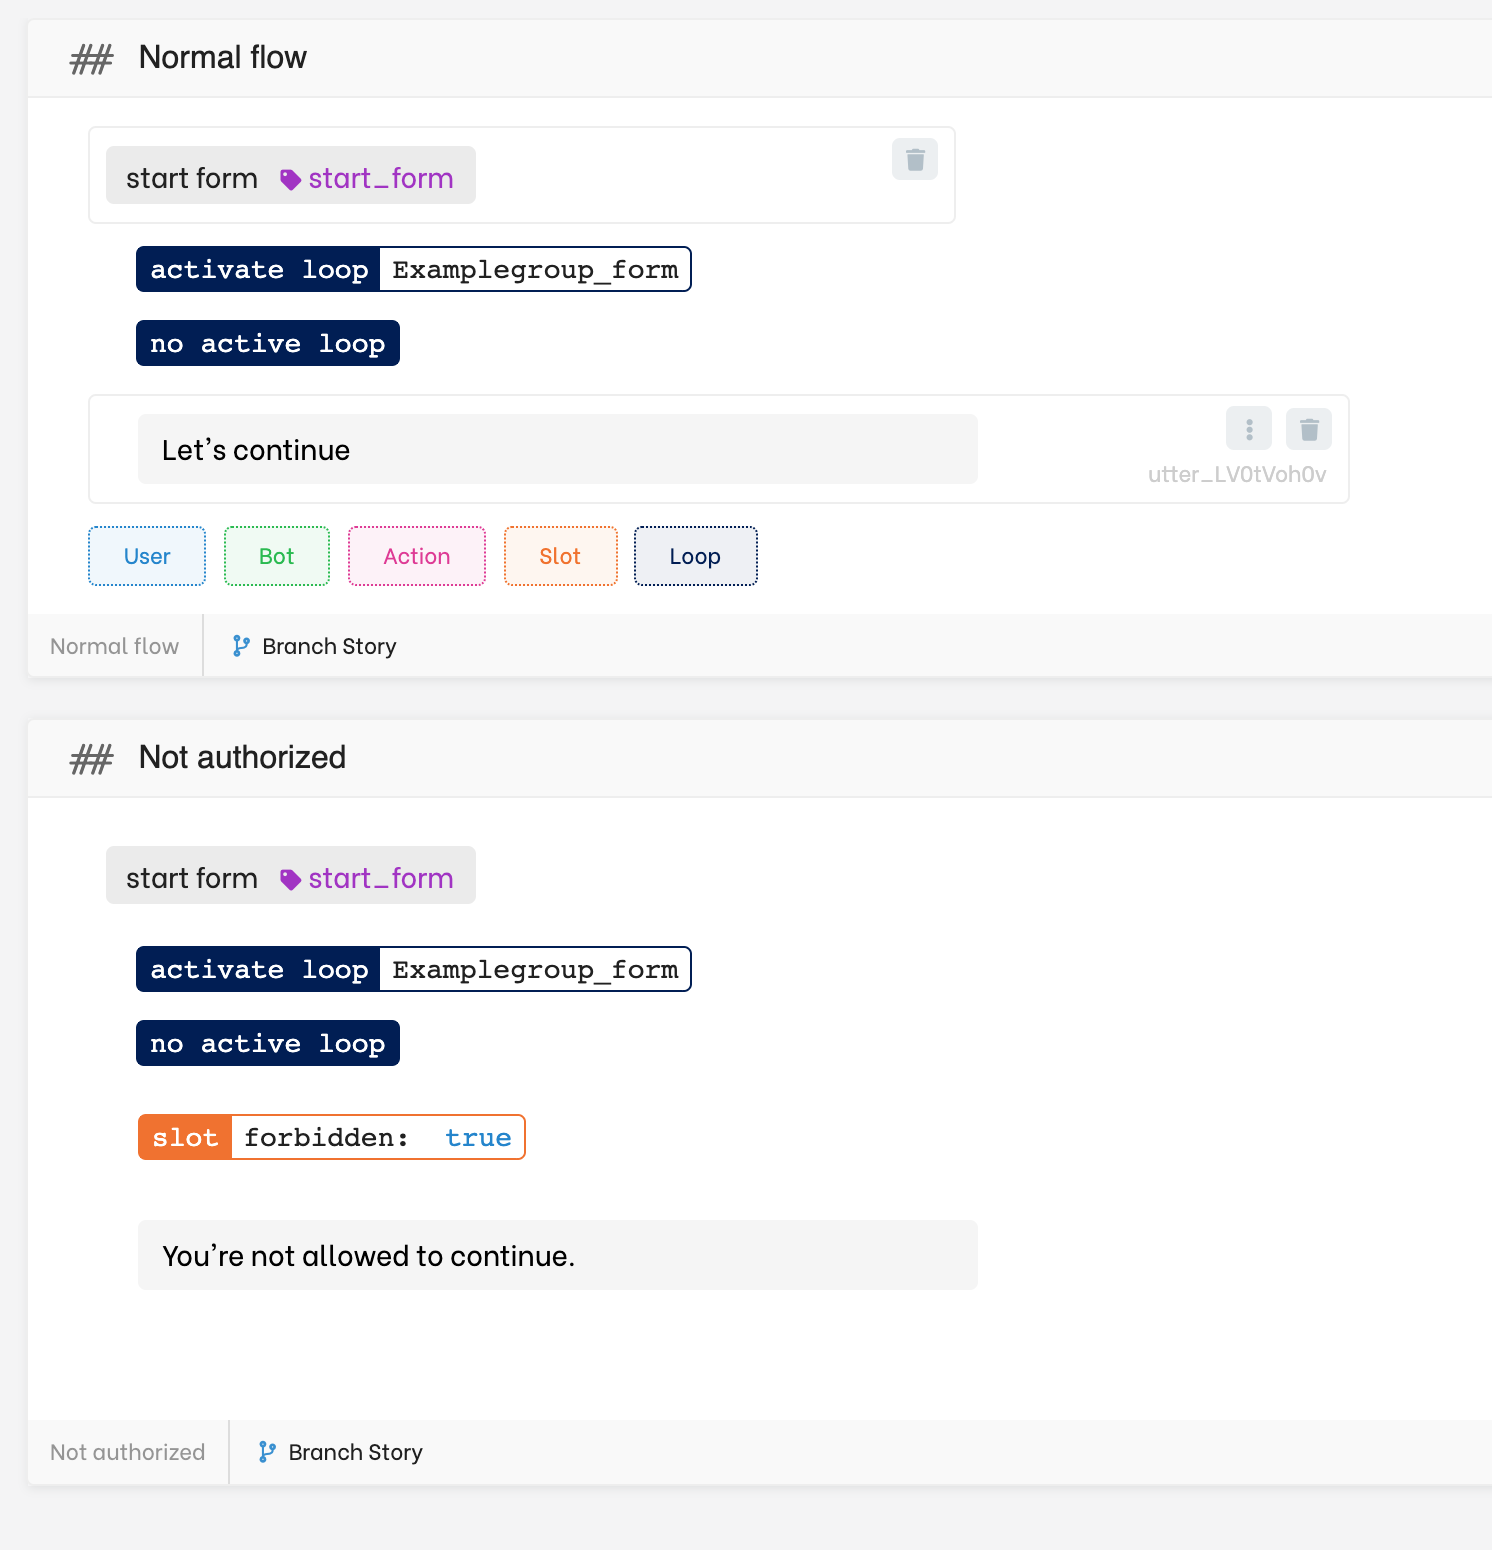 ## Normal flow
start form start_form
activate loop Examplegroup_form
no active loop
Let's continue
utter_LV0tVoh0v
User Bot Action Slot Loop
Normal flow Branch Story
## Not authorized
start form start_form
activate loop Examplegroup_form
no active loop
slot forbidden: true
You're not allowed to continue.
Not authorized Branch Story